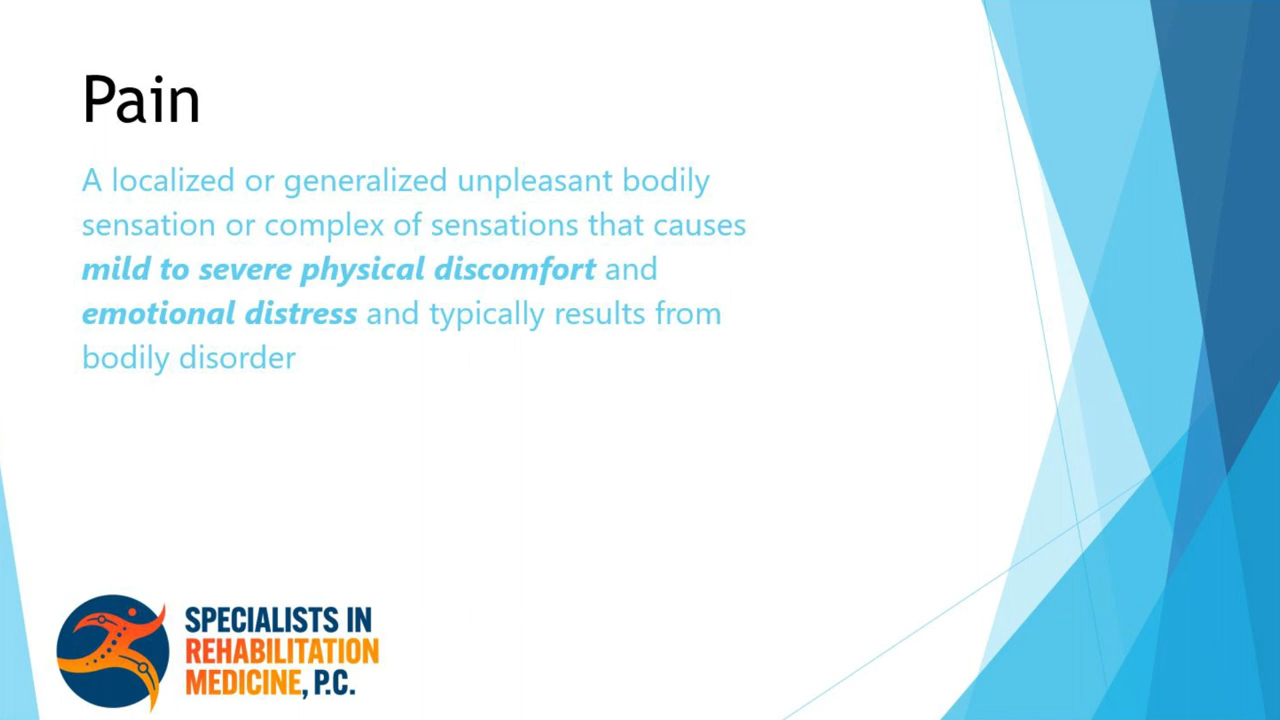 Pain
A localized or generalized unpleasant bodily
sensation or complex of sensations that causes
mild to severe physical discomfort and
emotional distress and typically results from
bodily disorder
SPECIALISTS IN
REHABILITATION
MEDICINE, P.C.